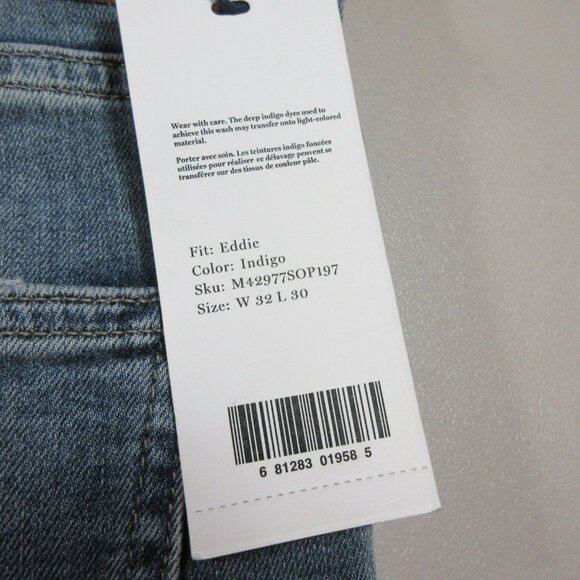 Wear with care. The deep indigo dyes used to
achieve this wash may transfer onto light-colored
material.
Porter avec soin. Les teintures indigo foncées
utilisées pour réaliser ce délavage peuvent se
transférer sur des tissus de couleur pâle.
Fit: Eddie
Color: Indigo
Sku: M42977SOP197
Size: W 32 L 30
6 81283 01958 5